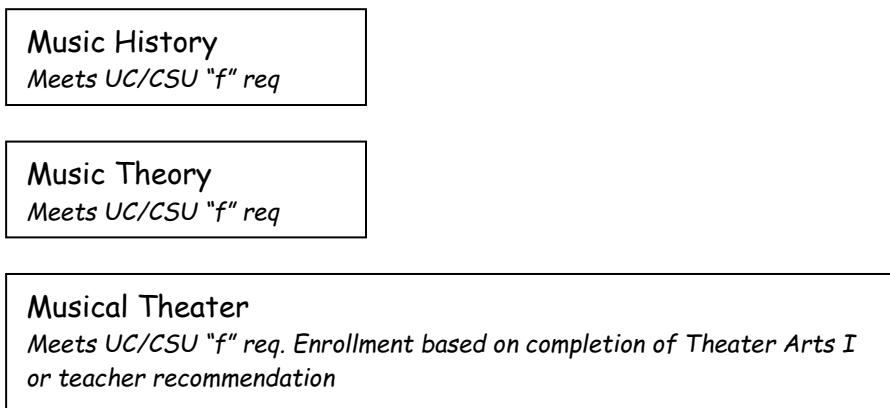 Music History
Meets UC/CSU “f” req
Music Theory
Meets UC/CSU “f” req
Musical Theater
Meets UC/CSU “f” req. Enrollment based on completion of Theater Arts I
or teacher recommendation